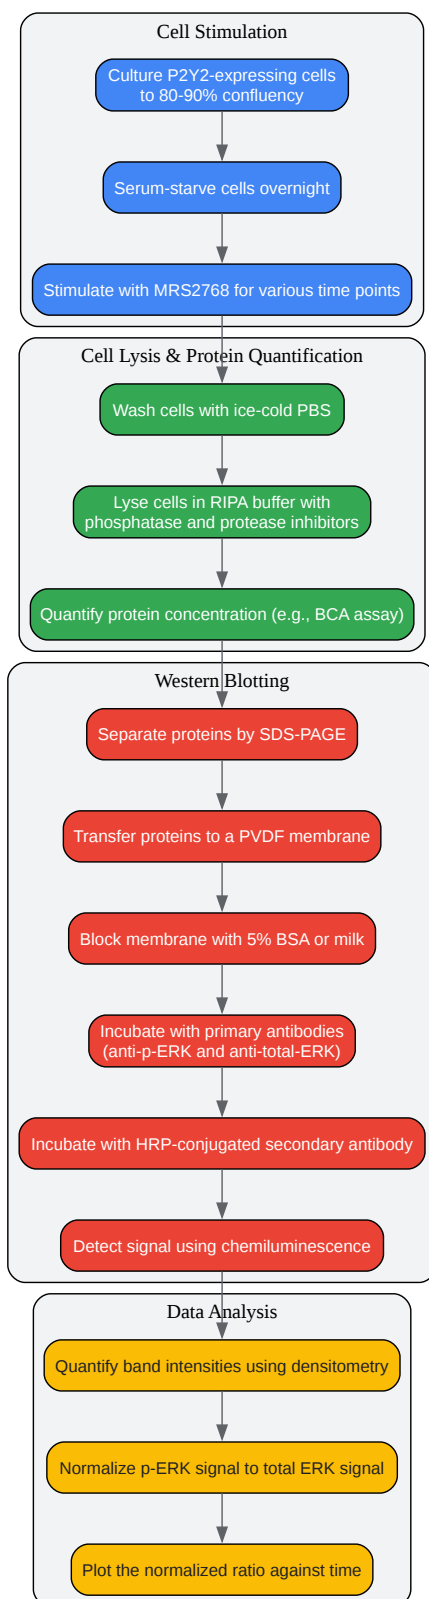 Cell Stimulation
Culture P2Y2-expressing cells
to 80-90% confluency
Serum-starve cells overnight
Stimulate with MRS2768 for various time points
Cell Lysis & Protein Quantification
Wash cells with ice-cold PBS
Lyse cells in RIPA buffer with
phosphatase and protease inhibitors
Quantify protein concentration (e.g., BCA assay)
Western Blotting
Separate proteins by SDS-PAGE
Transfer proteins to a PVDF membrane
Block membrane with 5% BSA or milk
Incubate with primary antibodies
(anti-p-ERK and anti-total-ERK)
Incubate with HRP-conjugated secondary antibody
Detect signal using chemiluminescence
Data Analysis
Quantify band intensities using densitometry
Normalize p-ERK signal to total ERK signal
Plot the normalized ratio against time